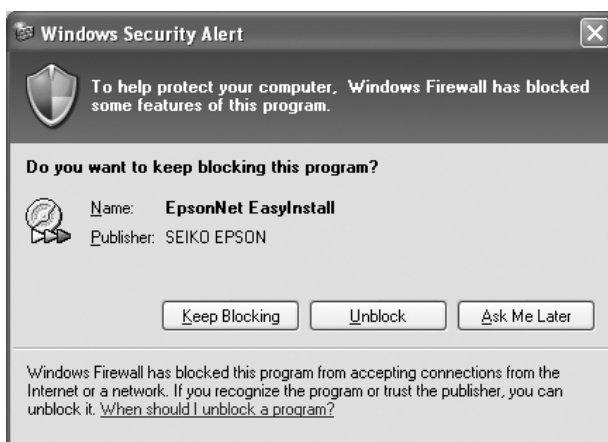 Windows Security Alert
To help protect your computer, Windows Firewall has blocked
some features of this program.
Do you want to keep blocking this program?
Name: EpsonNet EasyInstall
Publisher: SEIKO EPSON
Keep Blocking Unblock Ask Me Later
Windows Firewall has blocked this program from accepting connections from the
Internet or a network. If you recognize the program or trust the publisher, you can
unblock it. When should I unblock a program?